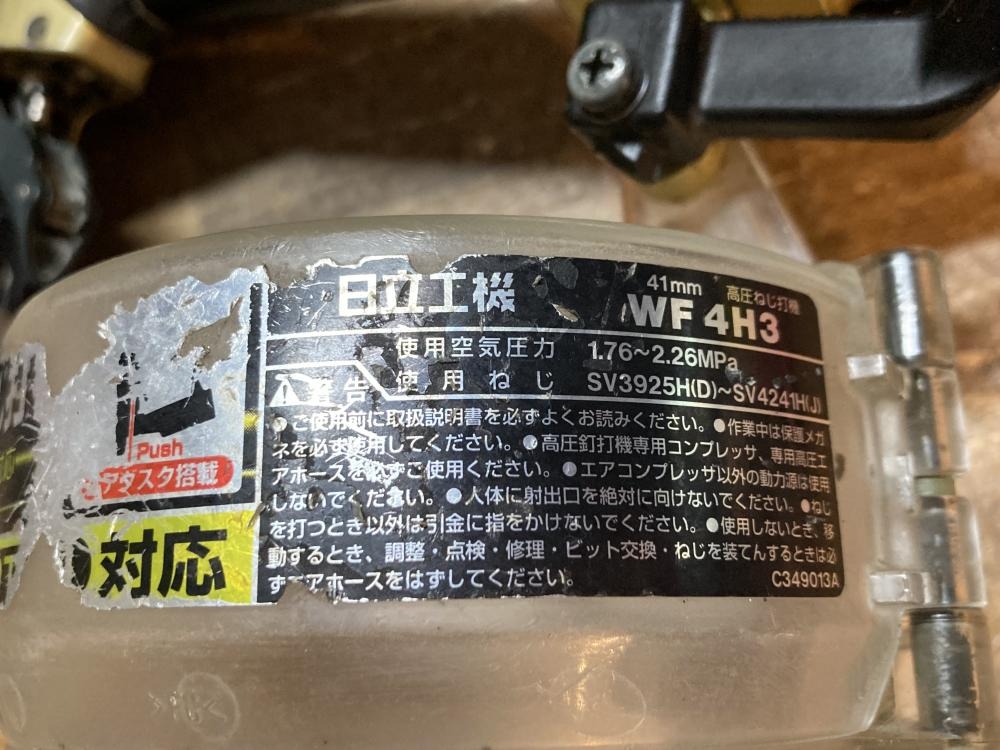 日立工機
41mm 高圧ねじ打機
WF 4H3
使用空気圧力 1.76～2.26MPa
使用ねじ SV3925H(D)～SV4241H(J)
警告
●ご使用前に取扱説明書を必ずよくお読みください。●作業中は保護メガ
ネを必ず使用してください。●高圧釘打機専用コンプレッサ、専用高圧エ
アホースを必ずご使用ください。●エアコンプレッサ以外の動力源は使用
しないでください。●人体に射出口を絶対に向けないでください。●ねじ
を打つとき以外は引金に指をかけないでください。●使用しないとき、移
動するとき、調整・点検・修理・ビット交換・ねじを装てんするときは必
ずエアホースをはずしてください。
C349013A
Push
アダスタ搭載
対応